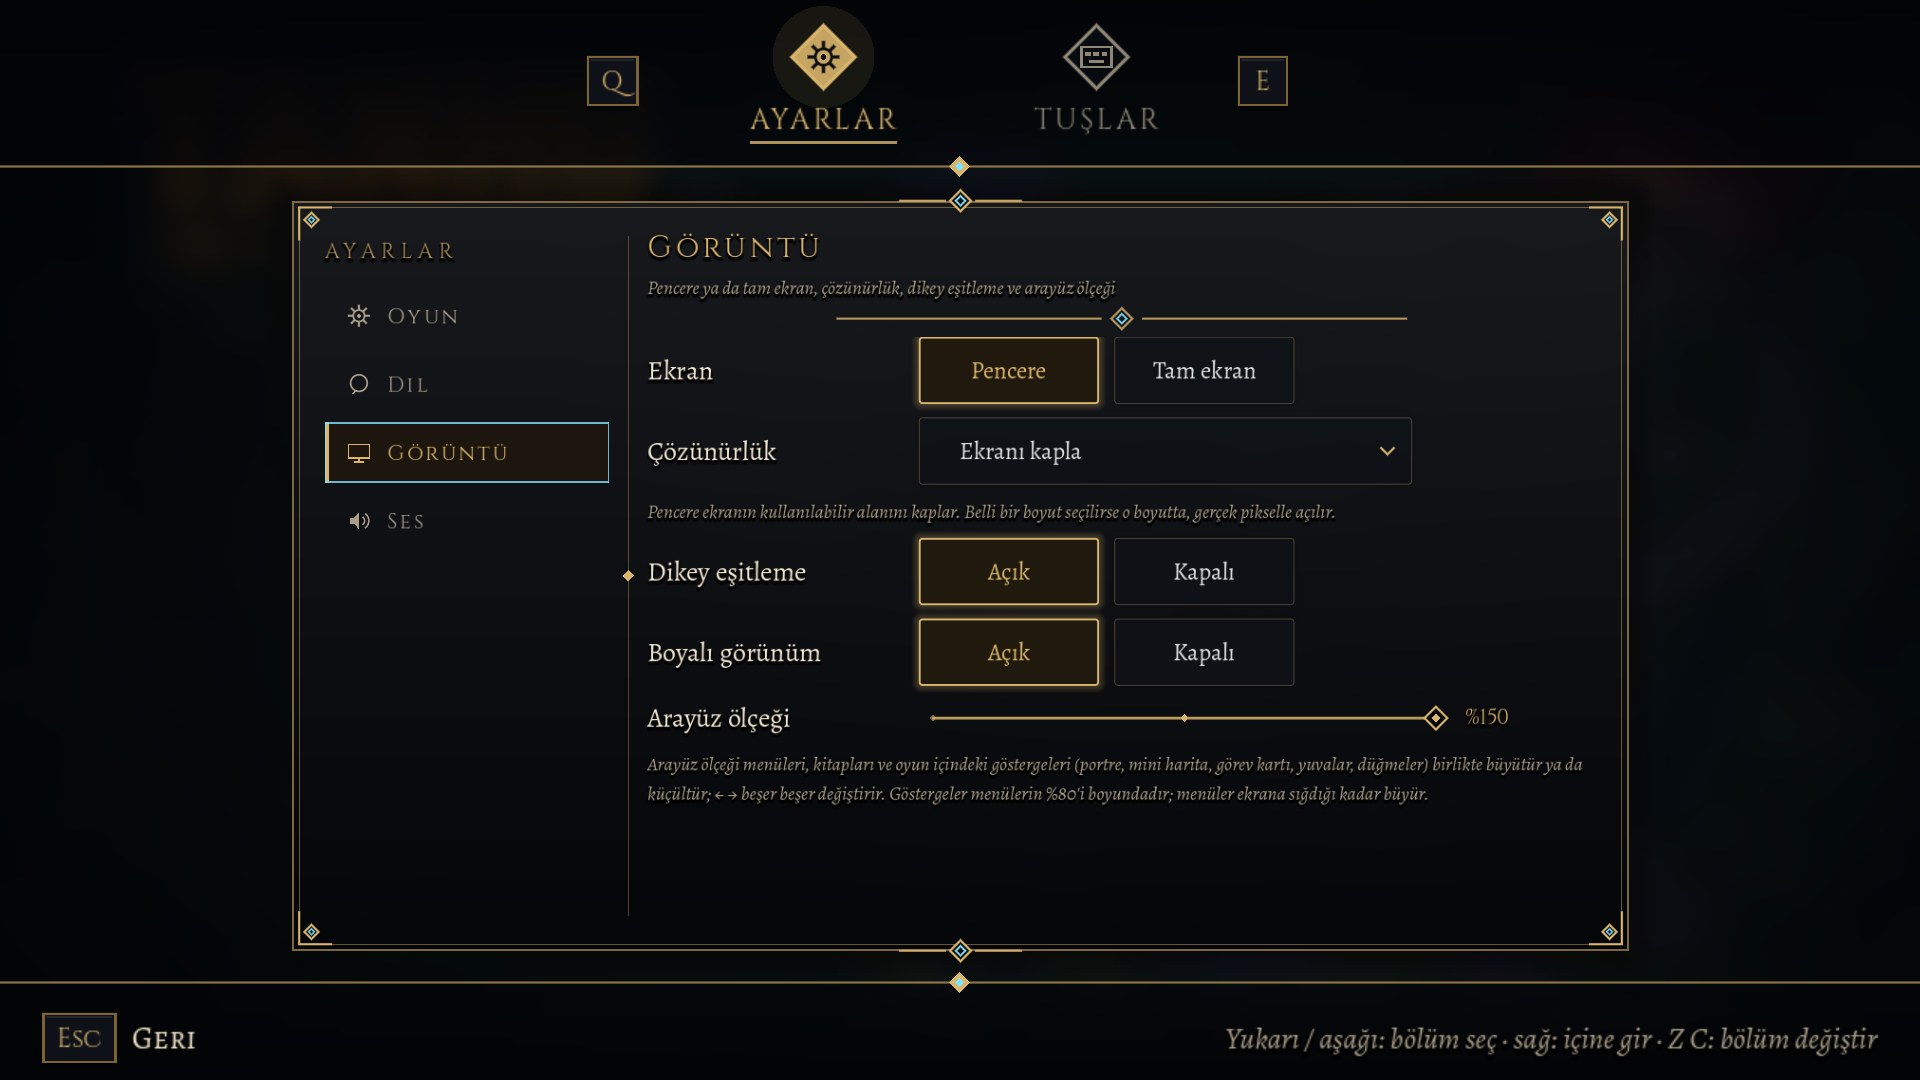 Q
AYARLAR
TUŞLAR
E
AYARLAR
OYUN
DIL
GÖRÜNTÜ
SES
GÖRÜNTÜ
Pencere ya da tam ekran, çözünürlük, dikey eşitleme ve arayüz ölçeği
Ekran Pencere Tam ekran
Çözünürlük Ekranı kapla
Pencere ekranın kullanılabilir alanını kaplar. Belli bir boyut seçilirse o boyutta, gerçek pikselle açılır.
Dikey eşitleme Açık Kapalı
Boyalı görünüm Açık Kapalı
Arayüz ölçeği %150
Arayüz ölçeği menüleri, kitapları ve oyun içindeki göstergeleri (portre, mini harita, görev kartı, yuvalar, düğmeler) birlikte büyütür ya da
küçültür; ← → beşer beşer değiştirir. Göstergeler menülerin %80'i boyundadır; menüler ekrana sığdığı kadar büyür.
ESC GERI
Yukarı / aşağı: bölüm seç · sağ: içine gir · Z C: bölüm değiştir